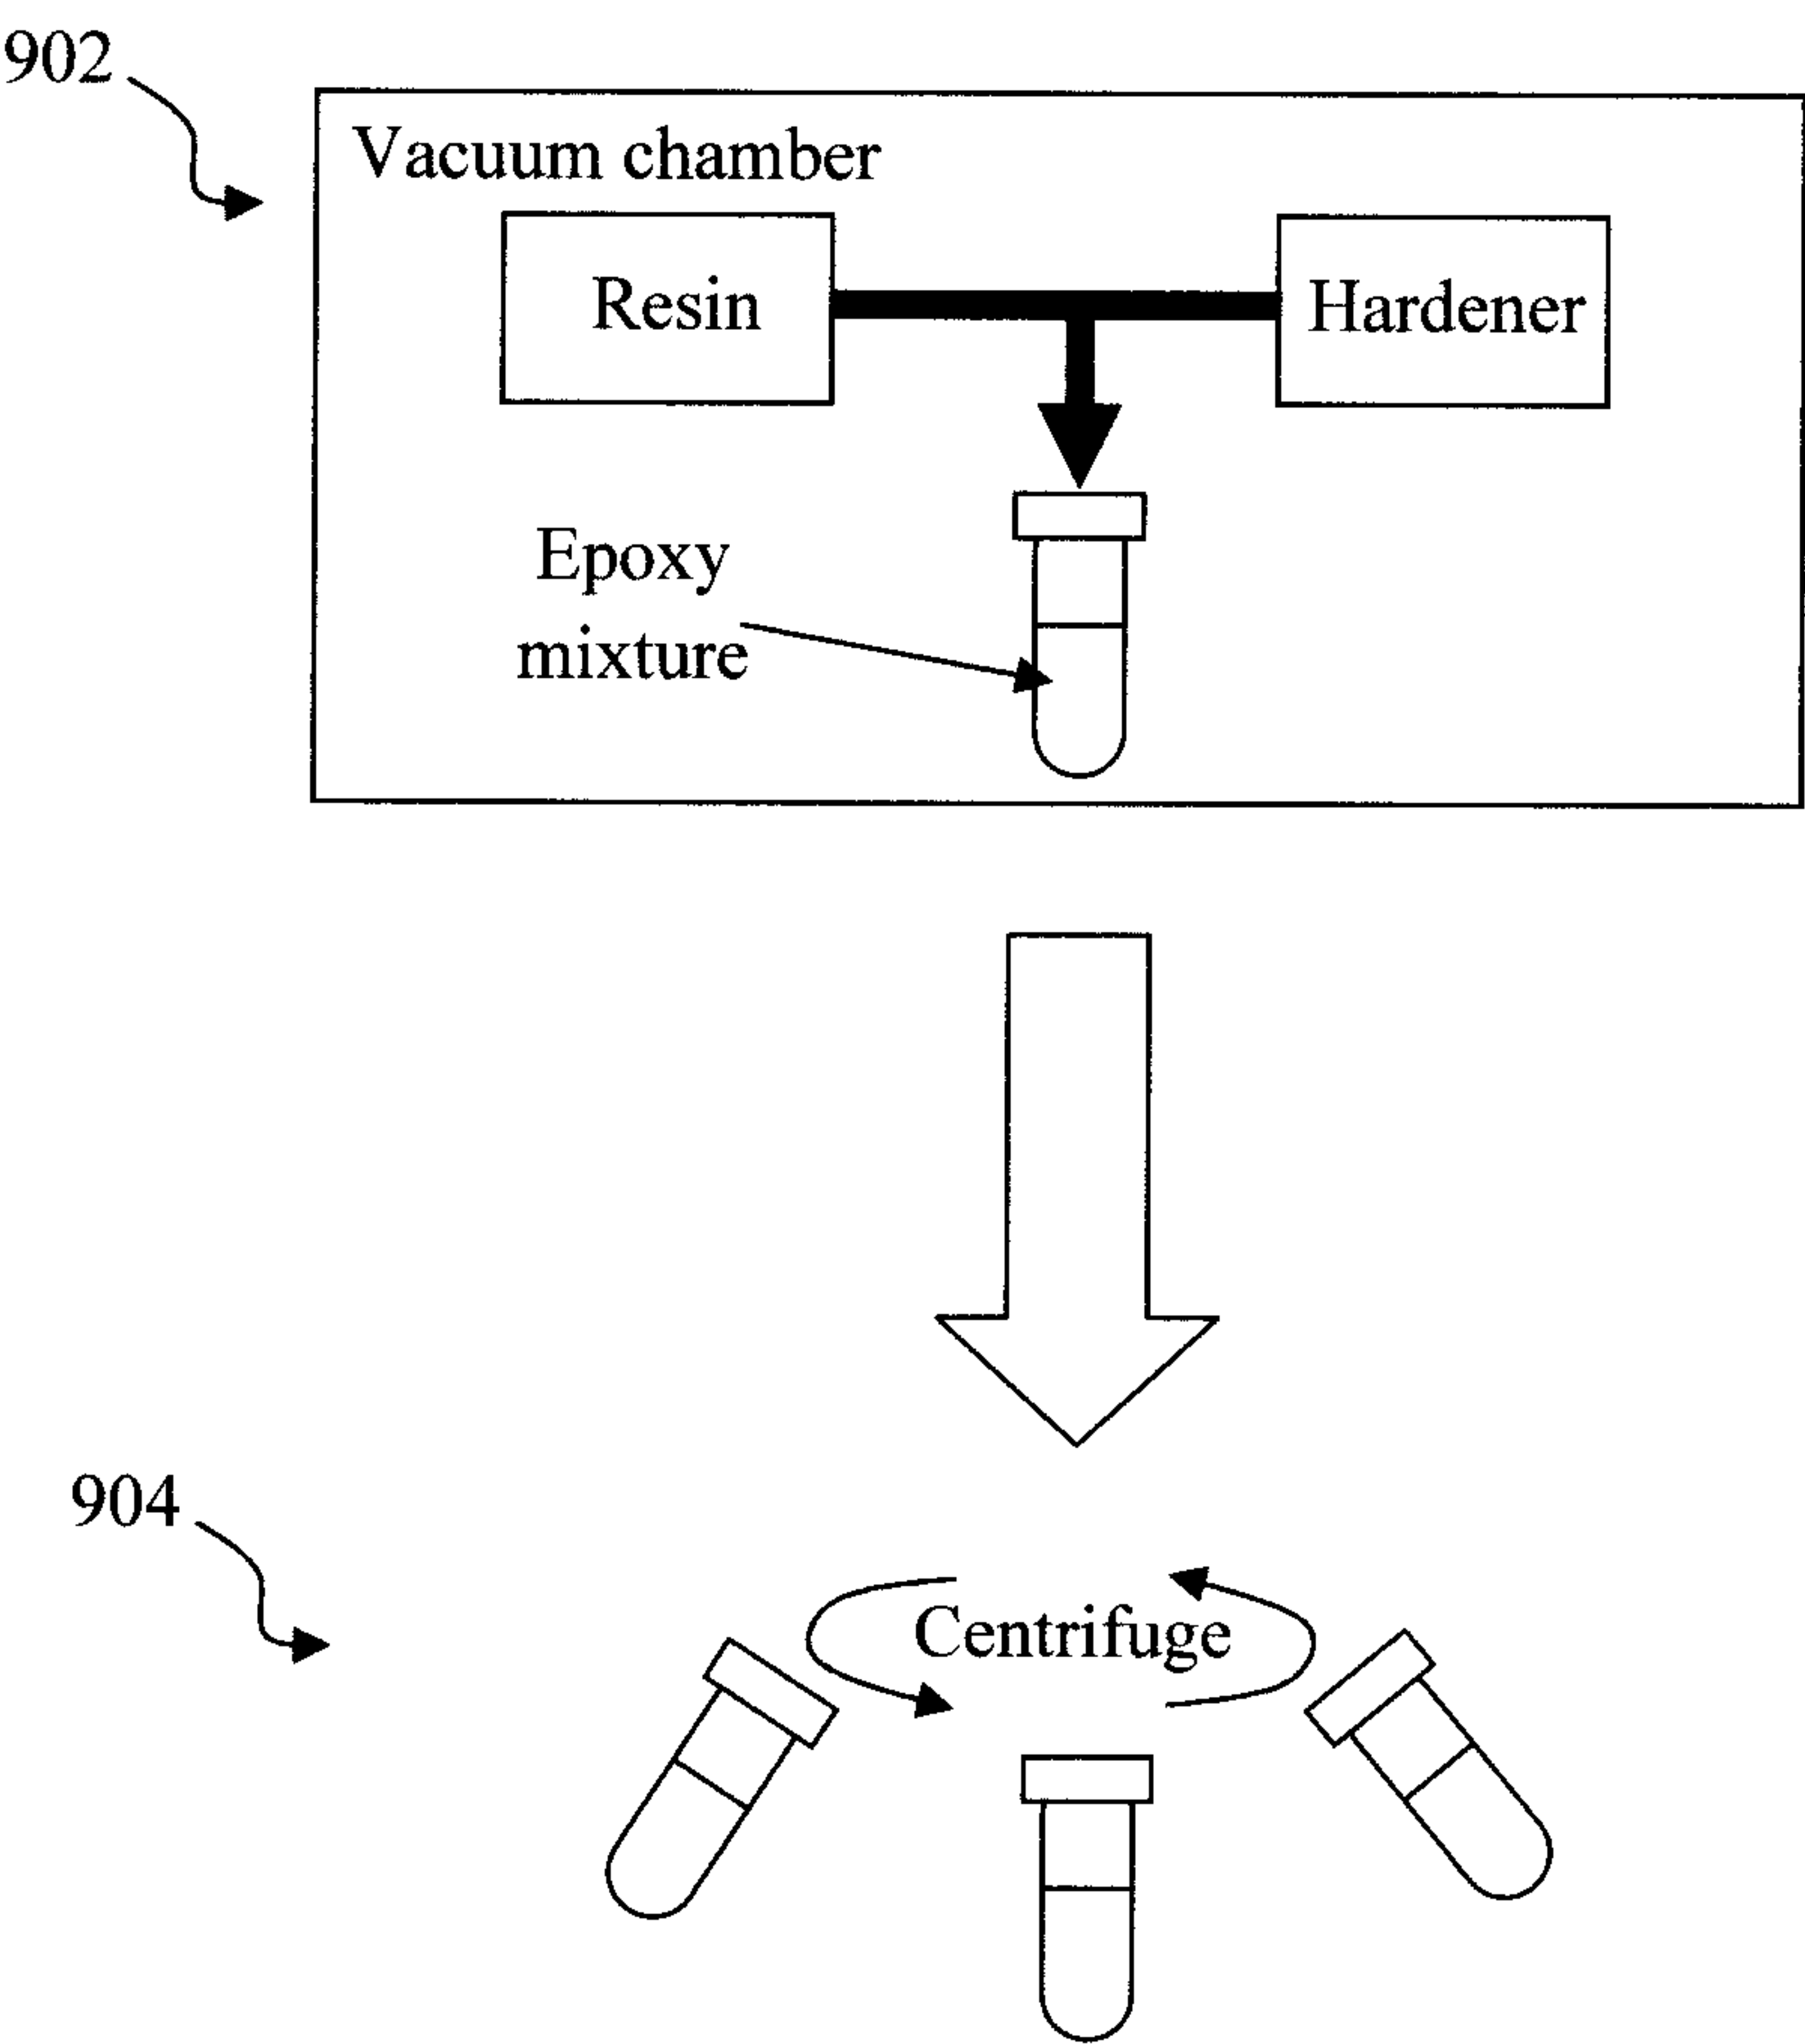 902
Vacuum chamber
Resin
Hardener
Epoxy
mixture
904
Centrifuge